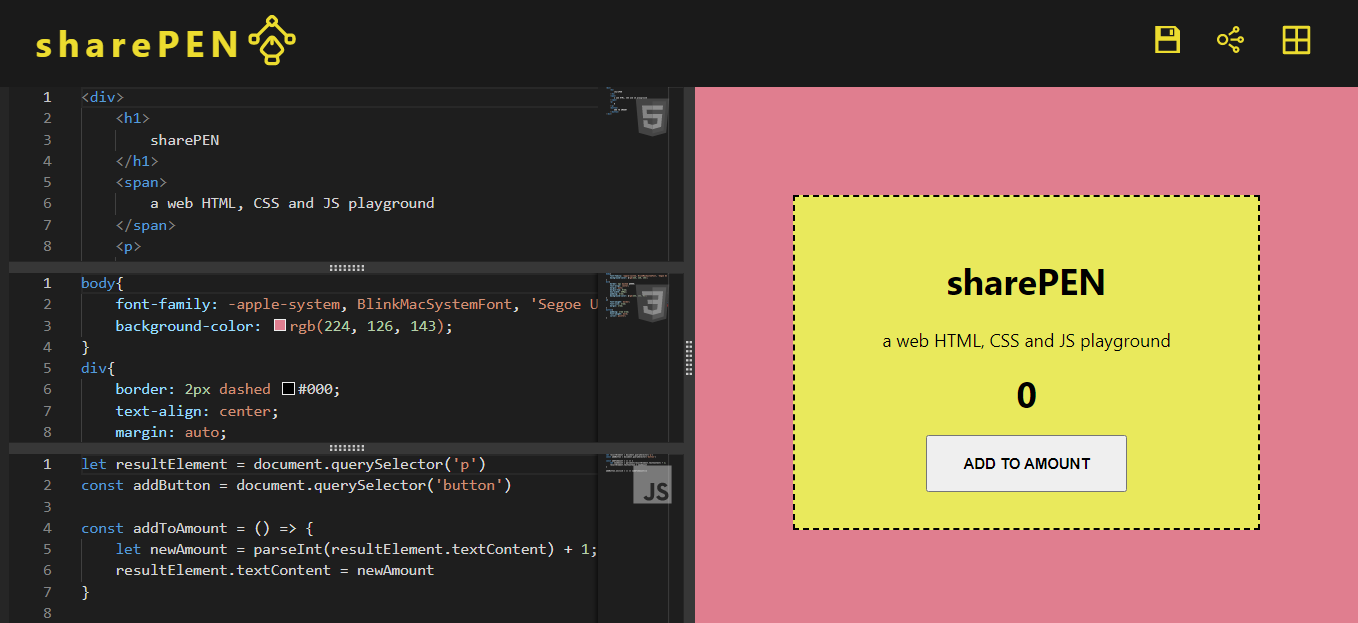 sharePEN
1 <div>
2 <h1>
3 sharePEN
4 </h1>
5 <span>
6 a web HTML, CSS and JS playground
7 </span>
8 <p>
5
1 body{
2 font-family: -apple-system, BlinkMacSystemFont, 'Segoe U
3 background-color: rgb(224, 126, 143);
4 }
5 div{
6 border: 2px dashed #000;
7 text-align: center;
8 margin: auto;
3
1 let resultElement = document.querySelector('p')
2 const addButton = document.querySelector('button')
3
4 const addToAmount = () => {
5 let newAmount = parseInt(resultElement.textContent) + 1;
6 resultElement.textContent = newAmount
7 }
8
JS
sharePEN
a web HTML, CSS and JS playground
0
ADD TO AMOUNT